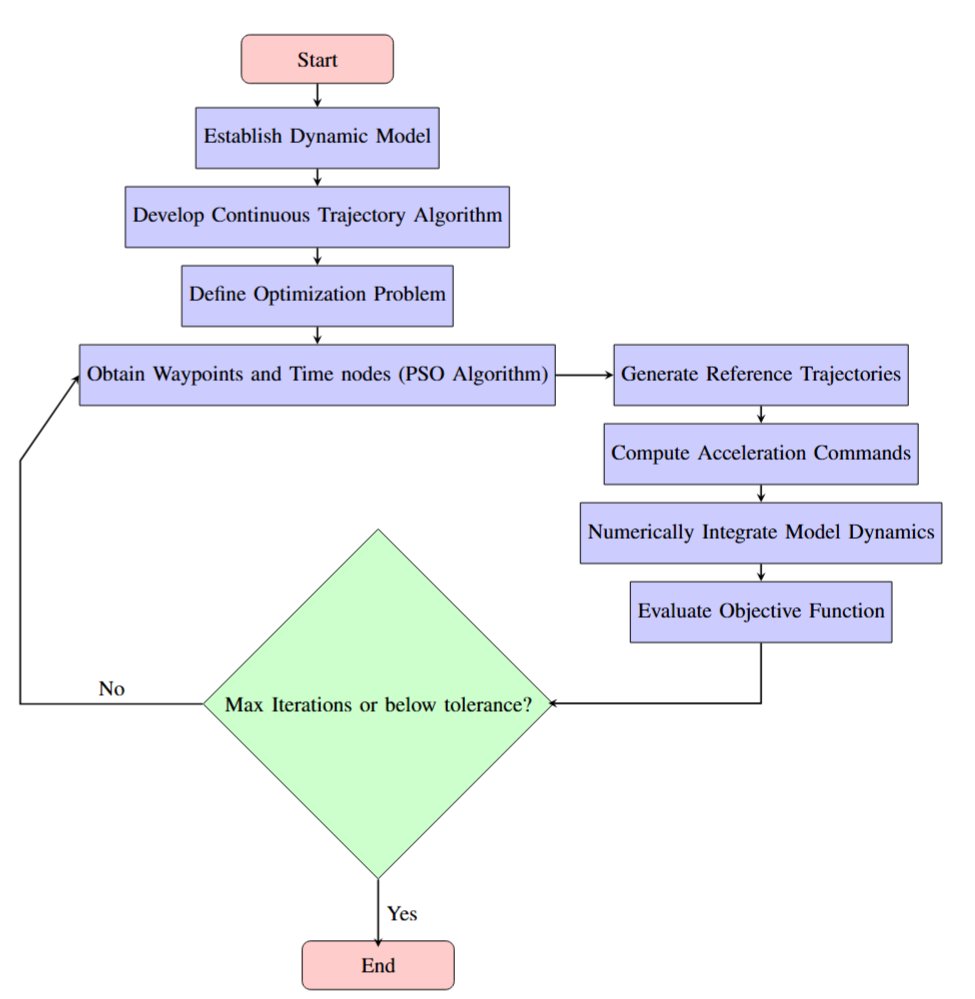 Start
Establish Dynamic Model
Develop Continuous Trajectory Algorithm
Define Optimization Problem
Obtain Waypoints and Time nodes (PSO Algorithm)
Generate Reference Trajectories
Compute Acceleration Commands
Numerically Integrate Model Dynamics
Evaluate Objective Function
Max Iterations or below tolerance?
No
Yes
End